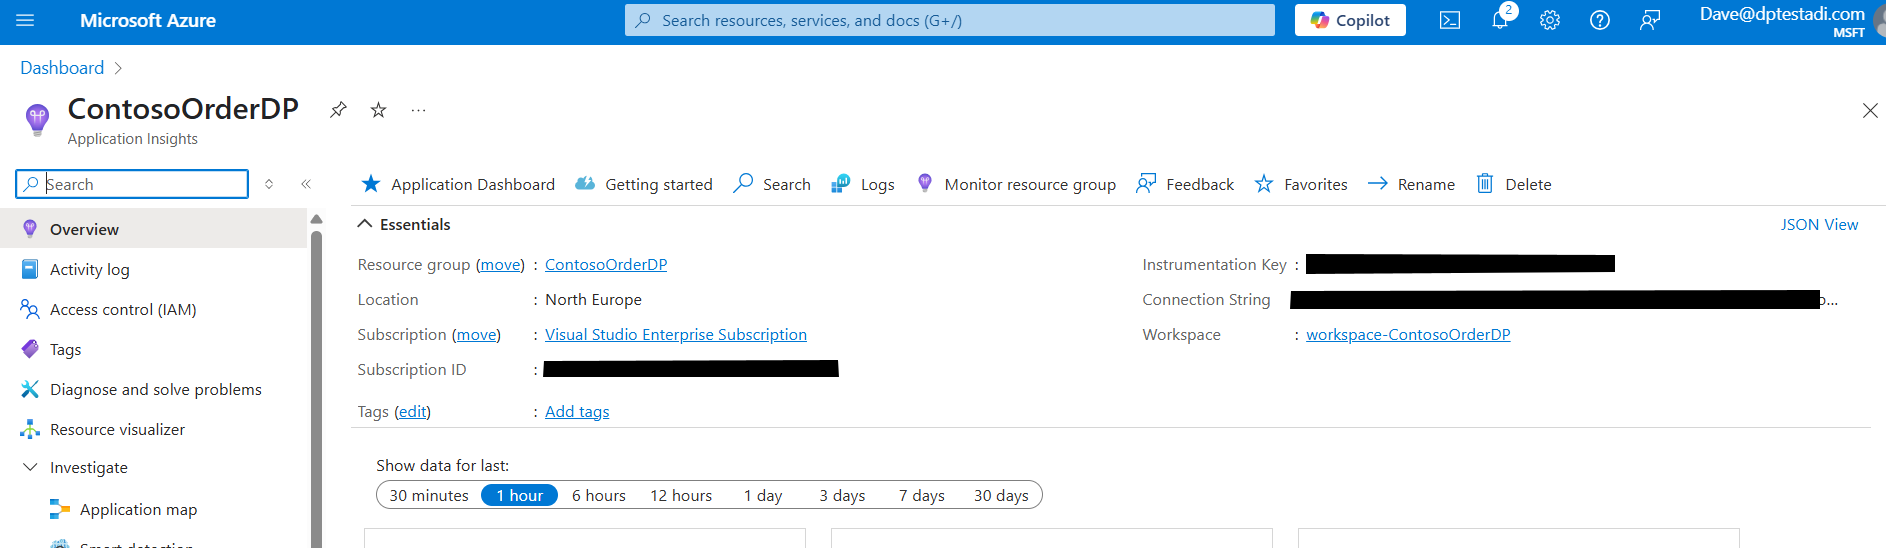 Microsoft Azure
Search resources, services, and docs (G+/)
Copilot
2
Dave@dptestadi.com
MSFT
Dashboard
ContosoOrderDP
Application Insights
Search
Application Dashboard
Getting started
Search
Logs
Monitor resource group
Feedback
Favorites
Rename
Delete
Overview
Activity log
Access control (IAM)
Tags
Diagnose and solve problems
Resource visualizer
Investigate
Application map
Smart detection
Essentials
JSON View
Resource group (move) : ContosoOrderDP
Location : North Europe
Subscription (move) : Visual Studio Enterprise Subscription
Subscription ID :
Tags (edit) : Add tags
Instrumentation Key :
Connection String o...
Workspace : workspace-ContosoOrderDP
Show data for last:
30 minutes 1 hour 6 hours 12 hours 1 day 3 days 7 days 30 days